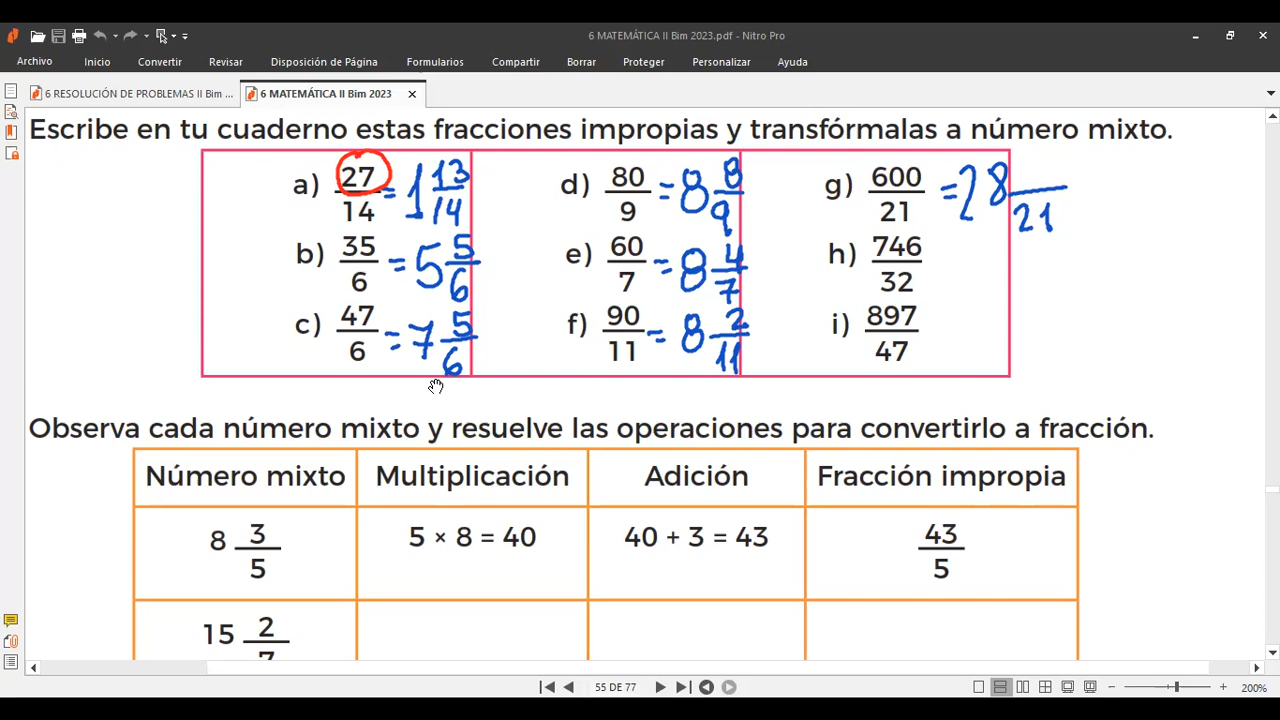 6 MATEMÁTICA II Bim 2023.pdf - Nitro Pro
Archivo Inicio Convertir Revisar Disposición de Página Formularios Compartir Borrar Proteger Personalizar Ayuda
6 RESOLUCIÓN DE PROBLEMAS II Bim ... 6 MATEMÁTICA II Bim 2023
Escribe en tu cuaderno estas fracciones impropias y transfórmalas a número mixto.
a) 27/14 = 1 13/14 d) 80/9 = 8 8/9 g) 600/21 = 28 /21
b) 35/6 = 5 5/6 e) 60/7 = 8 4/7 h) 746/32
c) 47/6 = 7 5/6 f) 90/11 = 8 2/11 i) 897/47
Observa cada número mixto y resuelve las operaciones para convertirlo a fracción.
Número mixto Multiplicación Adición Fracción impropia
8 3/5 5 × 8 = 40 40 + 3 = 43 43/5
15 2/7
55 DE 77 200%